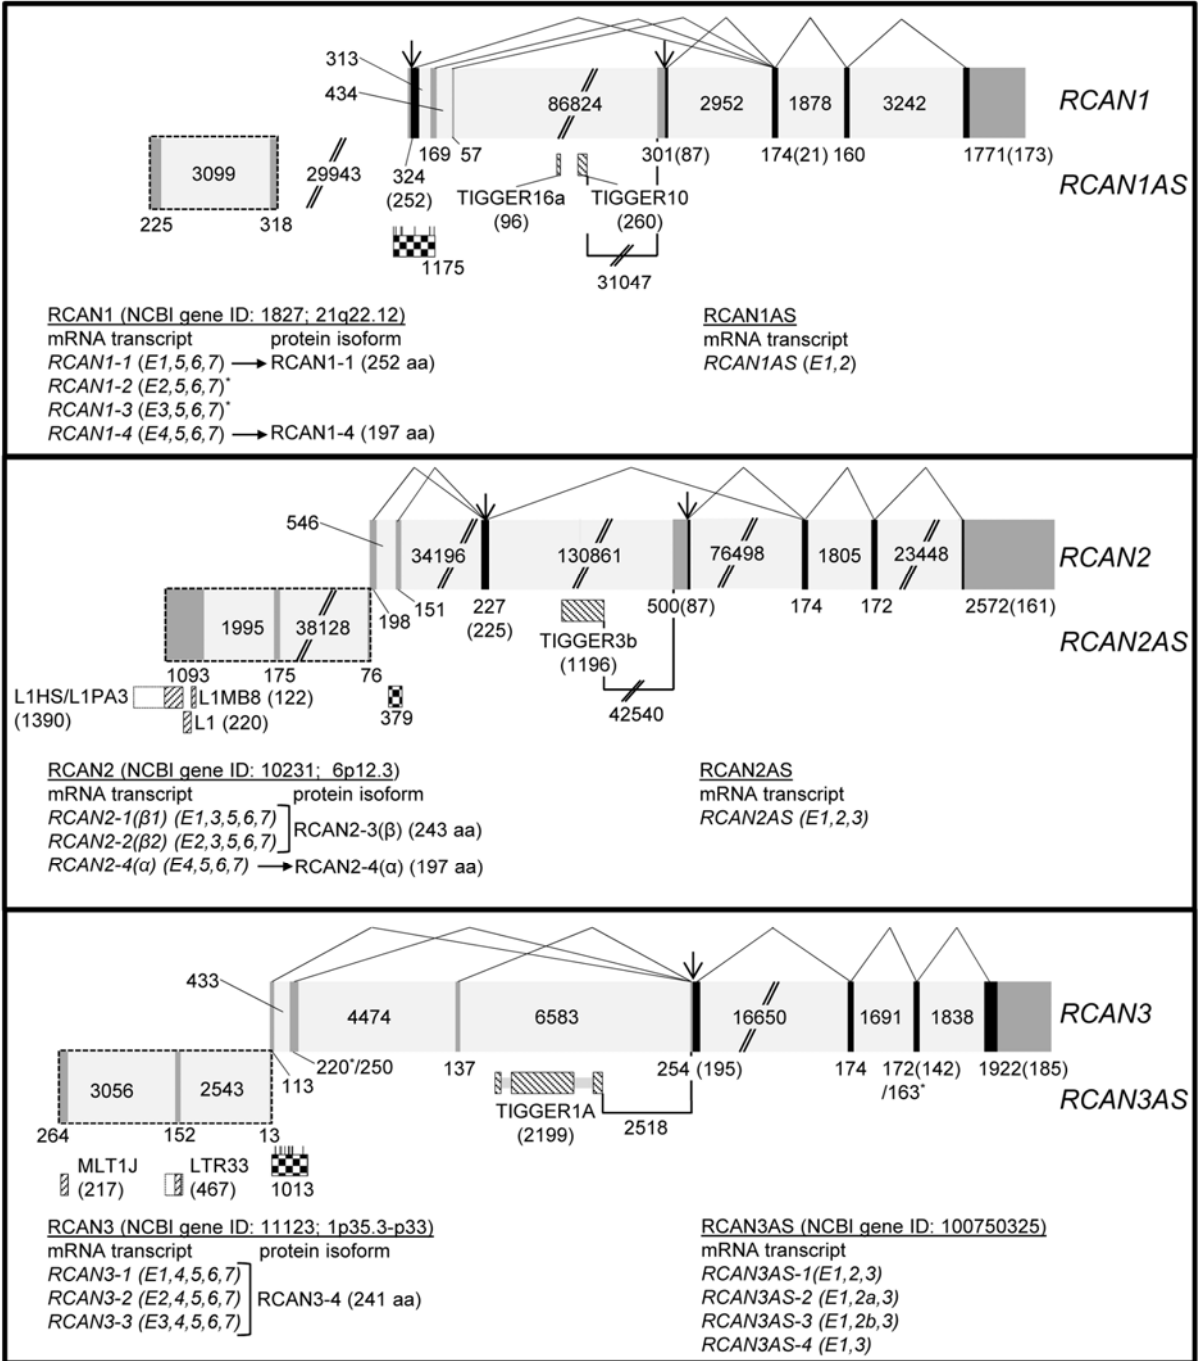 313
434
86824
2952
1878
3242
RCAN1
169
57
301(87)
174(21)
160
1771(173)
3099
29943
324
(252)
TIGGER16a
(96)
TIGGER10
(260)
RCAN1AS
225
318
1175
31047
RCAN1 (NCBI gene ID: 1827; 21q22.12)
mRNA transcript protein isoform
RCAN1-1 (E1,5,6,7) → RCAN1-1 (252 aa)
RCAN1-2 (E2,5,6,7)*
RCAN1-3 (E3,5,6,7)*
RCAN1-4 (E4,5,6,7) → RCAN1-4 (197 aa)
RCAN1AS
mRNA transcript
RCAN1AS (E1,2)
546
34196
130861
76498
1805
23448
RCAN2
198
151
227
(225)
500(87)
174
172
2572(161)
1995
38128
TIGGER3b
(1196)
RCAN2AS
1093
175
76
L1HS/L1PA3
(1390)
L1MB8 (122)
L1 (220)
379
42540
RCAN2 (NCBI gene ID: 10231; 6p12.3)
mRNA transcript protein isoform
RCAN2-1(β1) (E1,3,5,6,7)
RCAN2-2(β2) (E2,3,5,6,7)
RCAN2-3(β) (243 aa)
RCAN2-4(α) (E4,5,6,7) → RCAN2-4(α) (197 aa)
RCAN2AS
mRNA transcript
RCAN2AS (E1,2,3)
433
4474
6583
16650
1691
1838
RCAN3
113
220*/250
137
254 (195)
174
172(142)
/163*
1922(185)
3056
2543
TIGGER1A
(2199)
2518
RCAN3AS
264
152
13
MLT1J
(217)
LTR33
(467)
1013
RCAN3 (NCBI gene ID: 11123; 1p35.3-p33)
mRNA transcript protein isoform
RCAN3-1 (E1,4,5,6,7)
RCAN3-2 (E2,4,5,6,7)
RCAN3-3 (E3,4,5,6,7)
RCAN3-4 (241 aa)
RCAN3AS (NCBI gene ID: 100750325)
mRNA transcript
RCAN3AS-1(E1,2,3)
RCAN3AS-2 (E1,2a,3)
RCAN3AS-3 (E1,2b,3)
RCAN3AS-4 (E1,3)